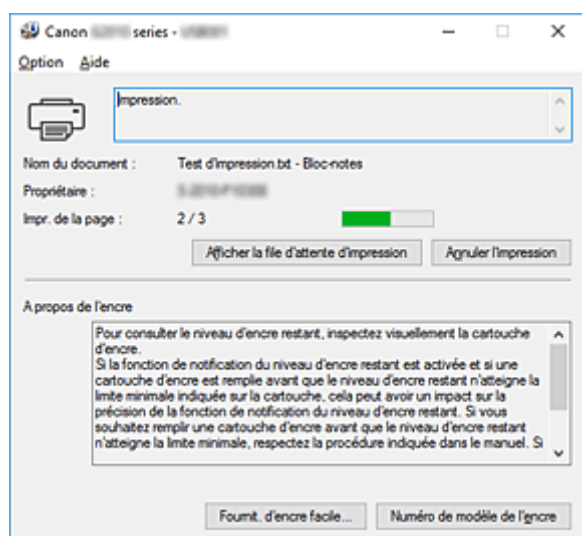 Canon series -
Option Aide
Impression.
Nom du document : Test d'impression.txt - Bloc-notes
Propriétaire :
Impr. de la page : 2 / 3
Afficher la file d'attente d'impression Annuler l'impression
A propos de l'encre
Pour consulter le niveau d'encre restant, inspectez visuellement la cartouche
d'encre.
Si la fonction de notification du niveau d'encre restant est activée et si une
cartouche d'encre est remplie avant que le niveau d'encre restant n'atteigne la
limite minimale indiquée sur la cartouche, cela peut avoir un impact sur la
précision de la fonction de notification du niveau d'encre restant. Si vous
souhaitez remplir une cartouche d'encre avant que le niveau d'encre restant
n'atteigne la limite minimale, respectez la procédure indiquée dans le manuel. Si
Fournit. d'encre facile... Numéro de modèle de l'encre